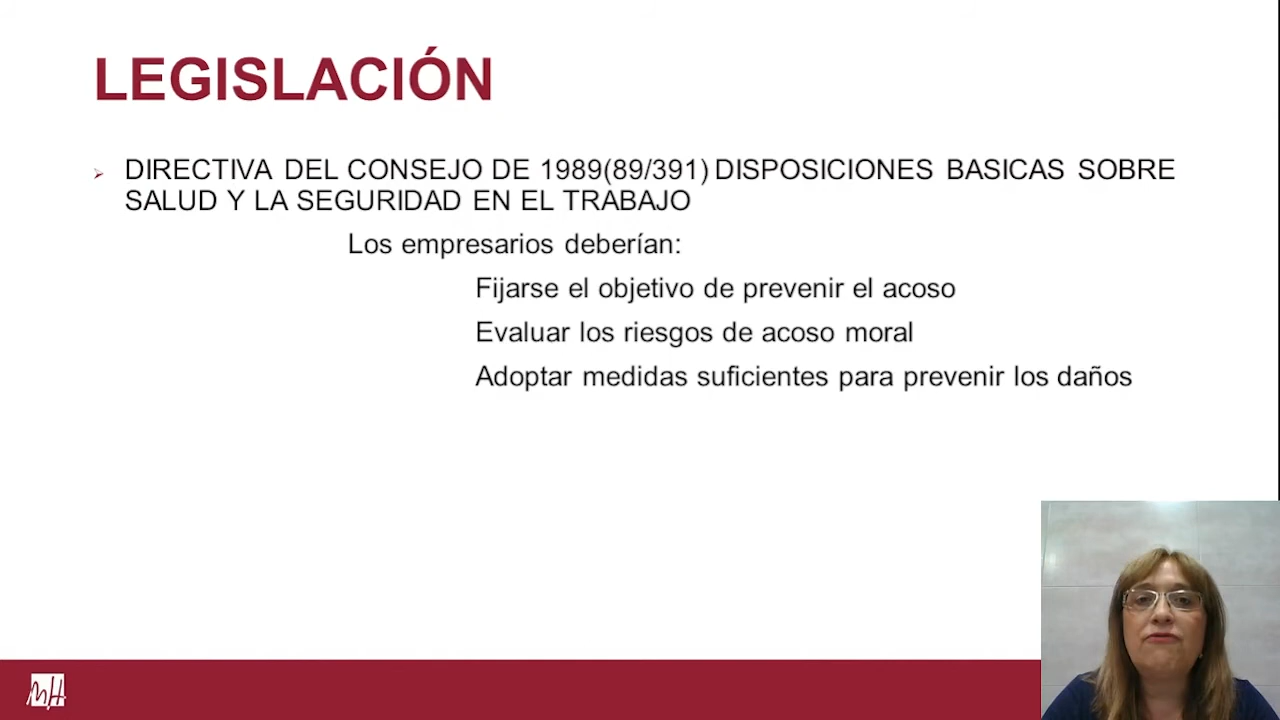 LEGISLACIÓN
DIRECTIVA DEL CONSEJO DE 1989(89/391) DISPOSICIONES BASICAS SOBRE
SALUD Y LA SEGURIDAD EN EL TRABAJO
Los empresarios deberían:
Fijarse el objetivo de prevenir el acoso
Evaluar los riesgos de acoso moral
Adoptar medidas suficientes para prevenir los daños